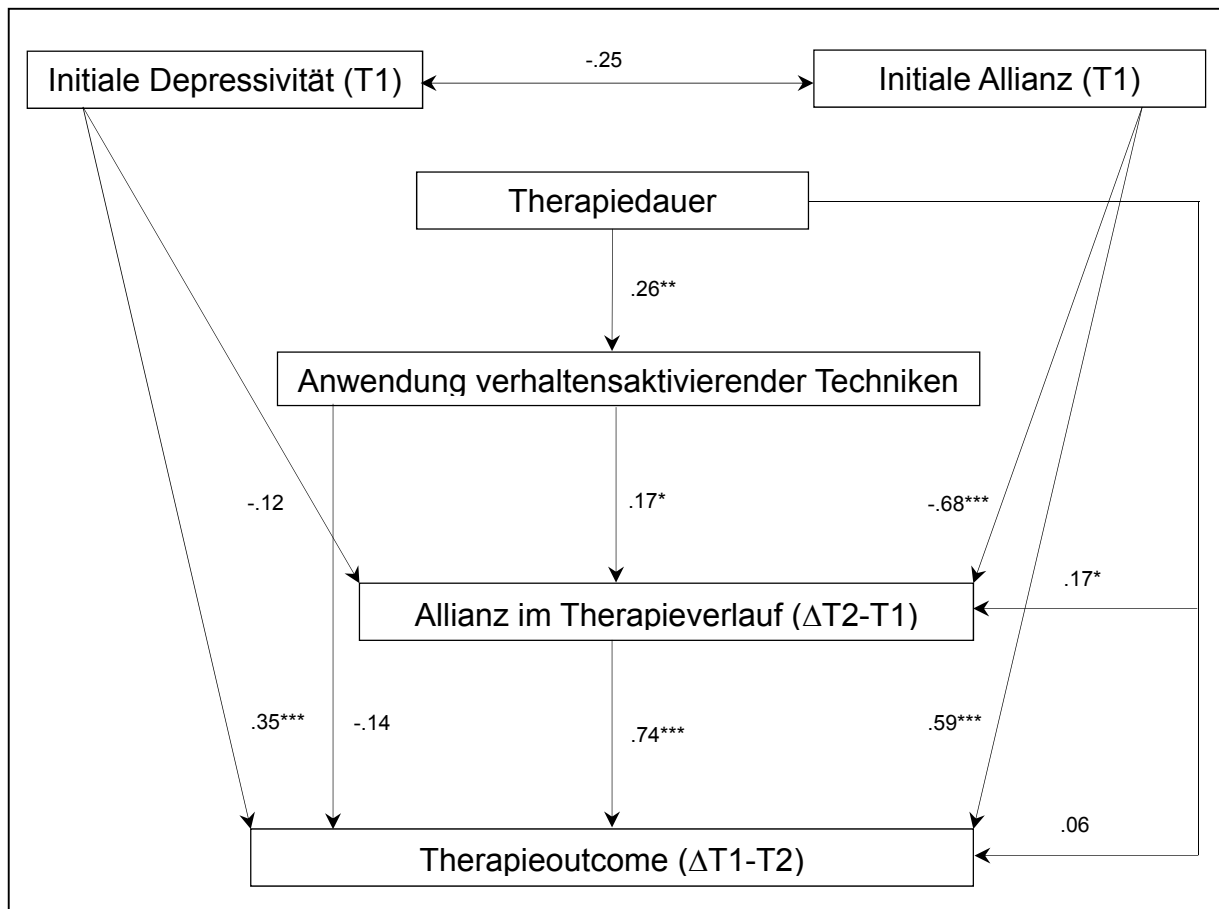 -.25
Initiale Depressivität (T1)
Initiale Allianz (T1)
Therapiedauer
.26**
Anwendung verhaltensaktivierender Techniken
-.12
.17*
-.68***
.17*
Allianz im Therapieverlauf (ΔT2-T1)
.35***
-.14
.74***
.59***
.06
Therapieoutcome (ΔT1-T2)